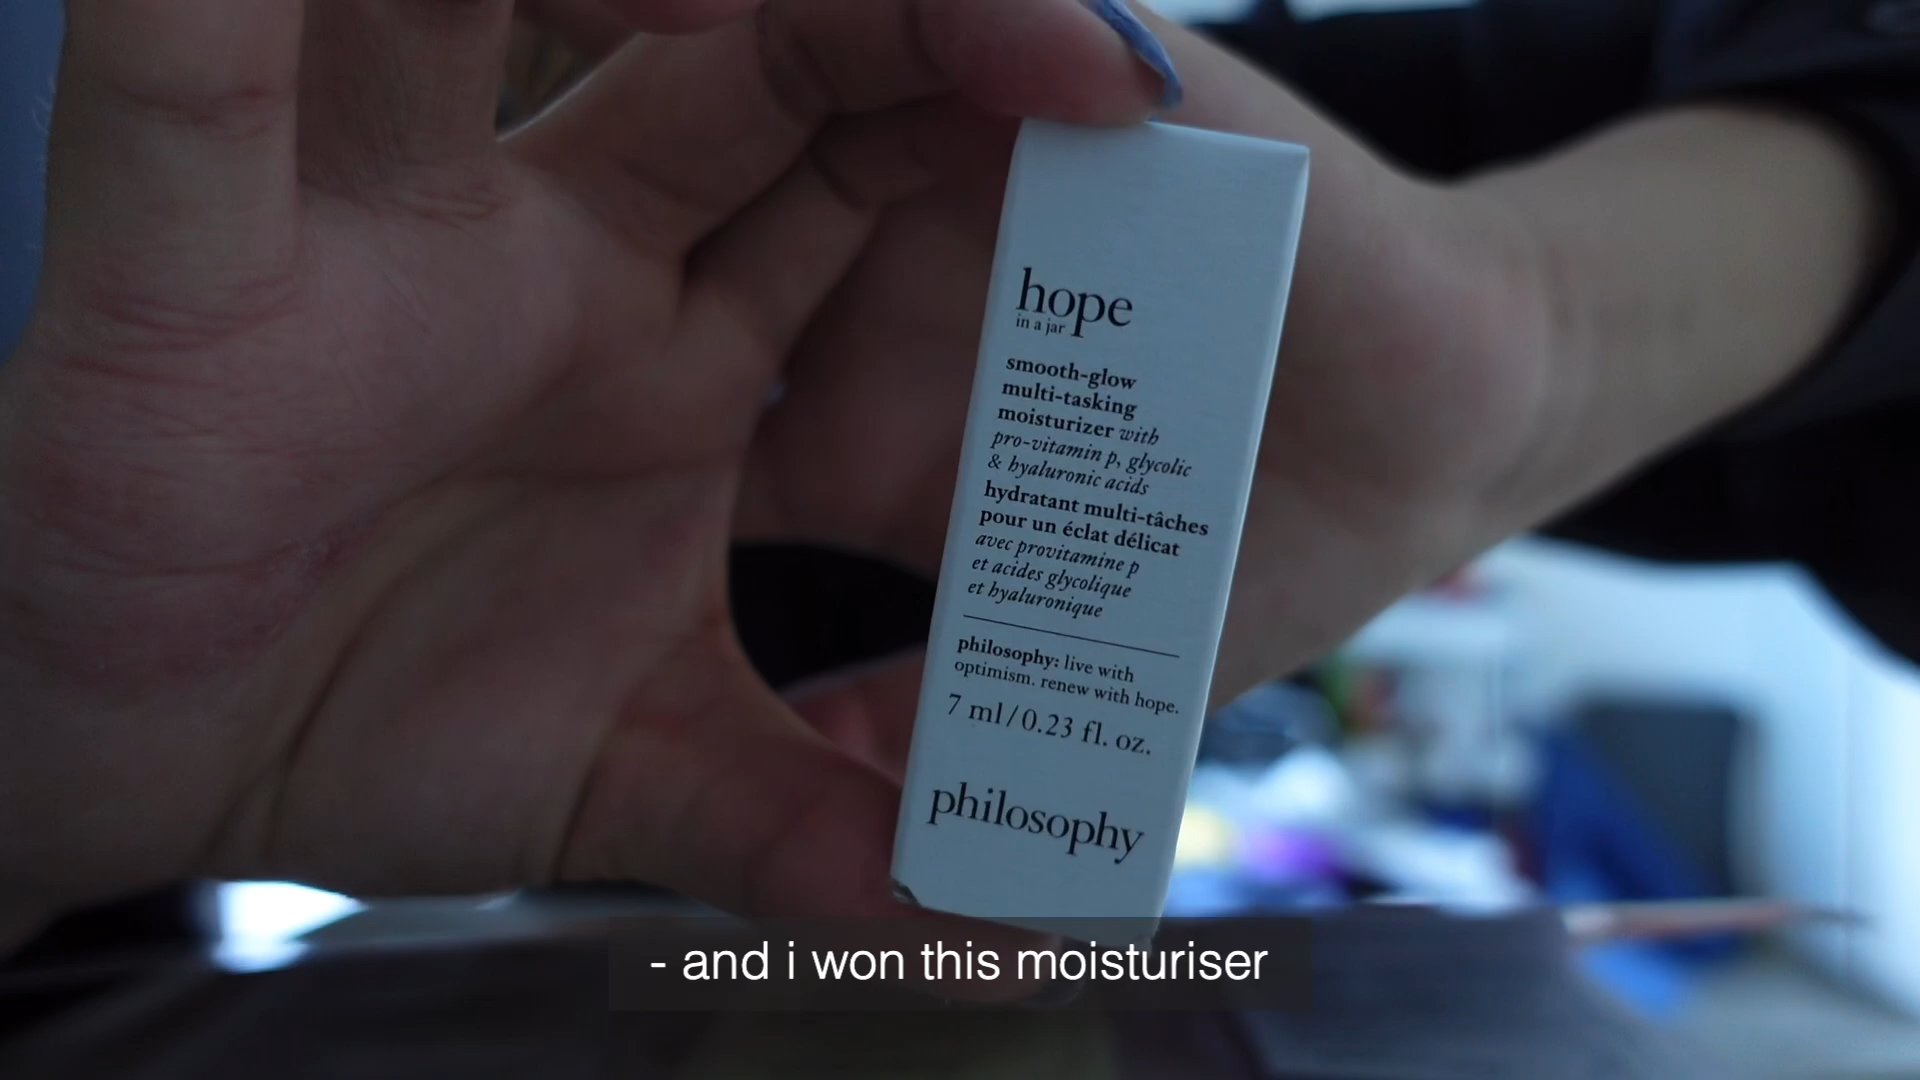 hope
in a jar
smooth-glow
multi-tasking
moisturizer with
pro-vitamin p, glycolic
& hyaluronic acids
hydratant multi-tâches
pour un éclat délicat
avec provitamine p
et acides glycolique
et hyaluronique
philosophy: live with
optimism. renew with hope.
7 ml/0.23 fl. oz.
philosophy
- and i won this moisturiser